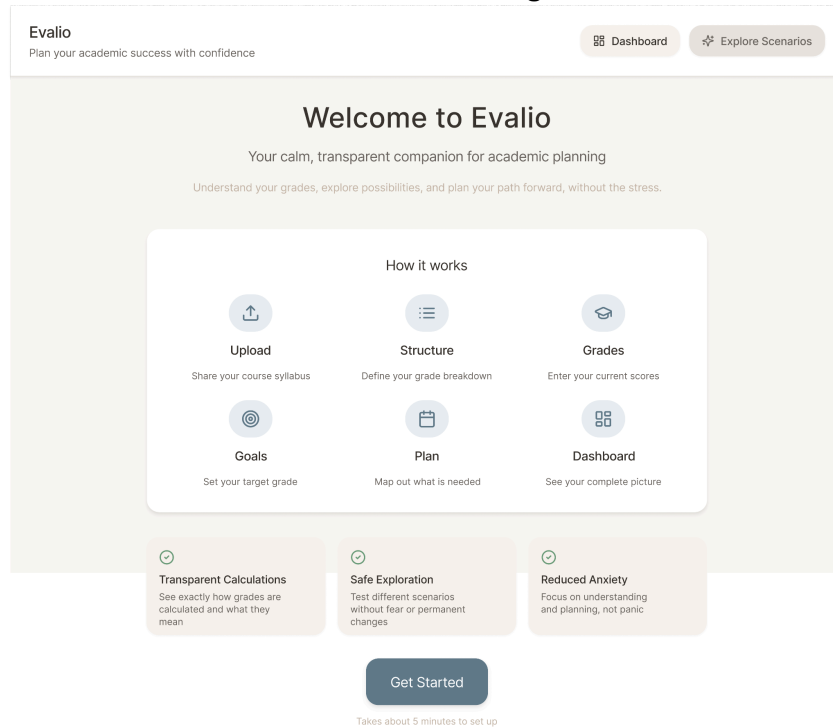 Evalio
Plan your academic success with confidence
Dashboard
Explore Scenarios
Welcome to Evalio
Your calm, transparent companion for academic planning
Understand your grades, explore possibilities, and plan your path forward, without the stress.
How it works
Upload
Share your course syllabus
Structure
Define your grade breakdown
Grades
Enter your current scores
Goals
Set your target grade
Plan
Map out what is needed
Dashboard
See your complete picture
Transparent Calculations
See exactly how grades are
calculated and what they
mean
Safe Exploration
Test different scenarios
without fear or permanent
changes
Reduced Anxiety
Focus on understanding
and planning, not panic
Get Started
Takes about 5 minutes to set up